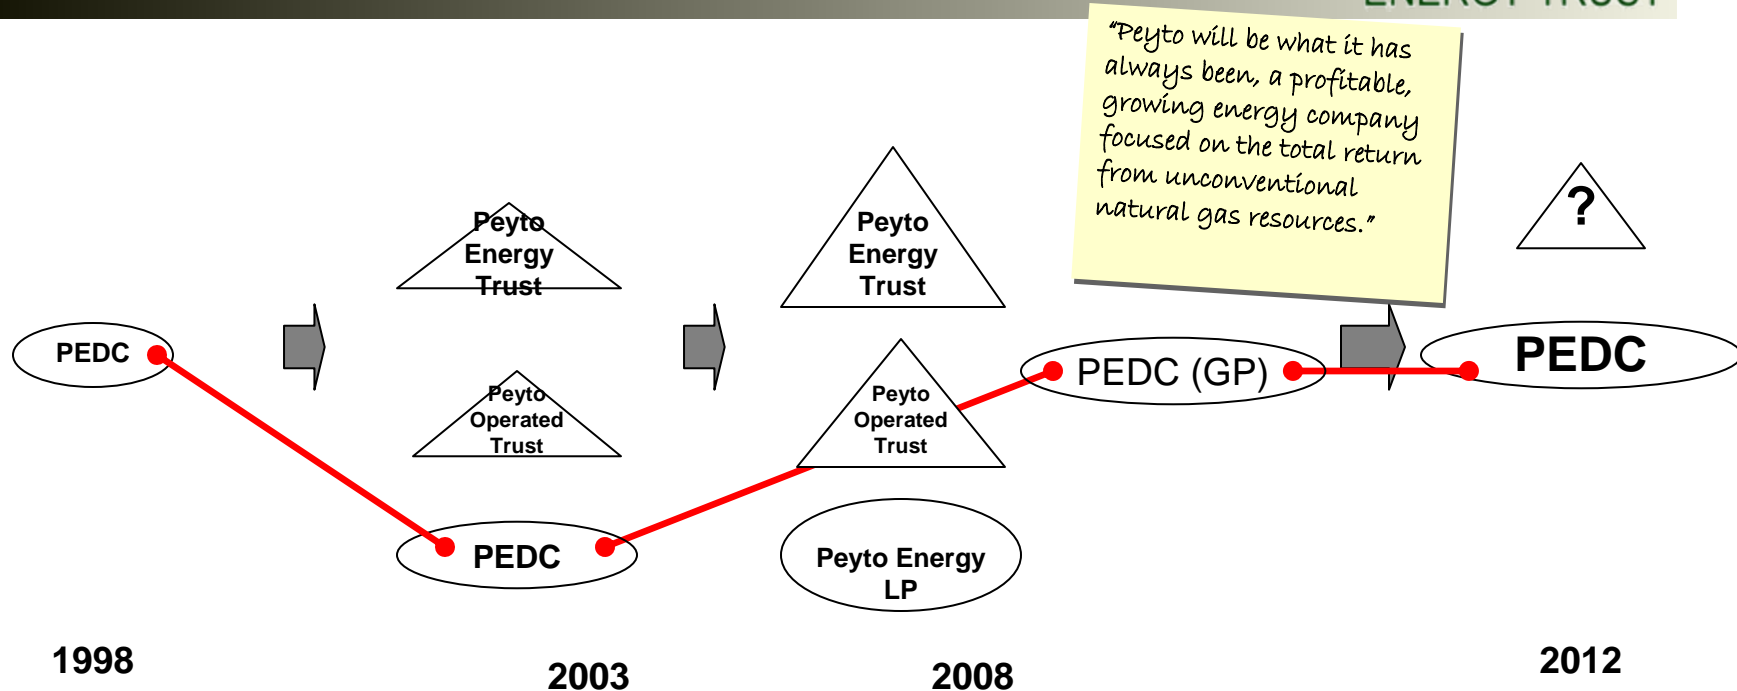 ENERGY TRUST
"Peyto will be what it has
always been, a profitable,
growing energy company
focused on the total return
from unconventional
natural gas resources."
PEDC
Peyto
Energy
Trust
Peyto
Operated
Trust
PEDC
Peyto
Energy
Trust
Peyto
Operated
Trust
Peyto Energy
LP
PEDC (GP)
?
PEDC
1998
2003
2008
2012